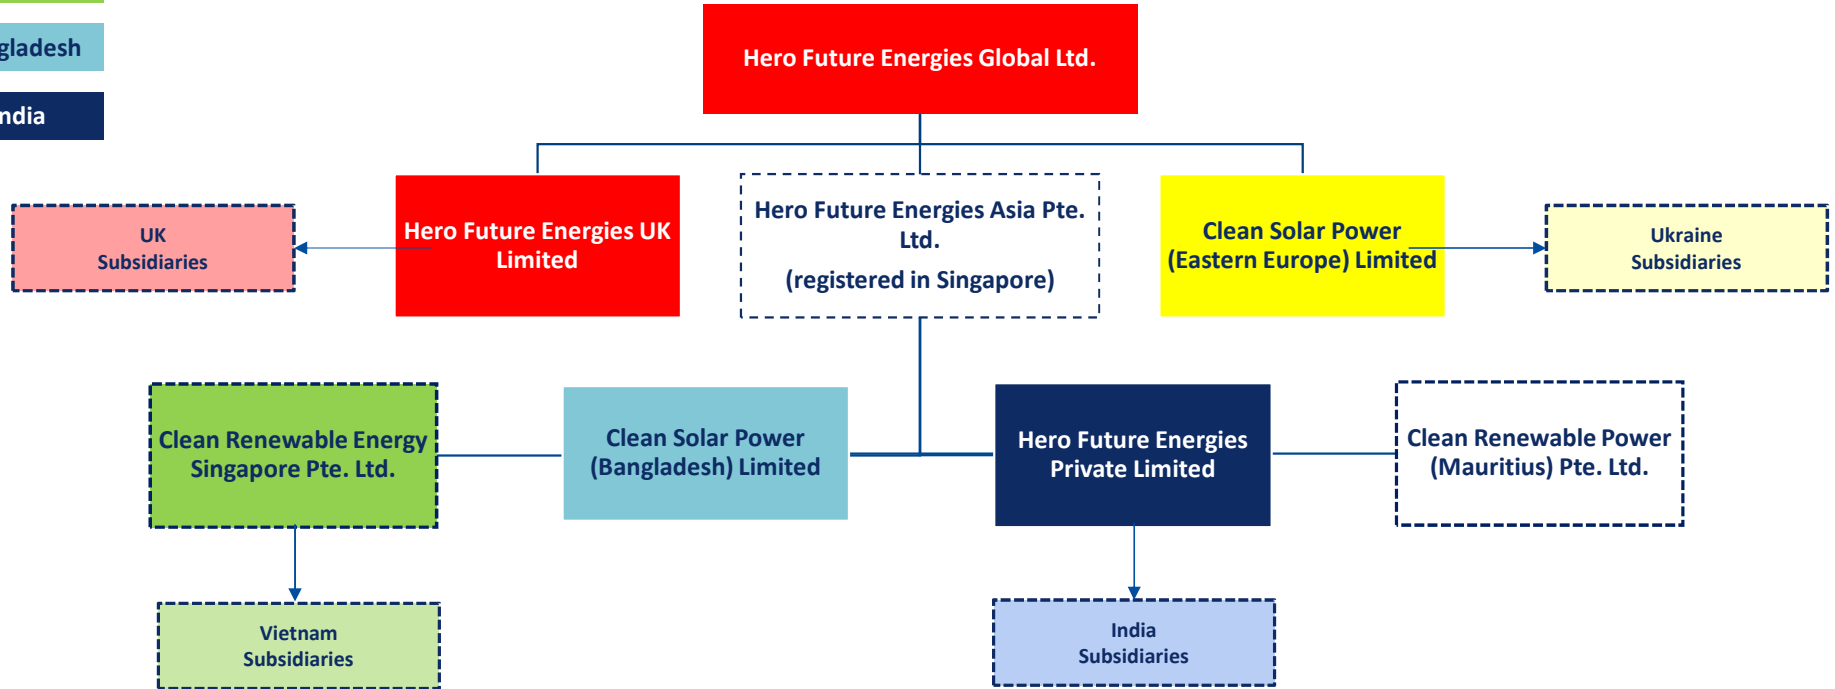 Hero Future Energies Global Ltd.
India
Hero Future Energies UK
Limited
Hero Future Energies Asia Pte.
Ltd.
(registered in Singapore)
Clean Solar Power
(Eastern Europe) Limited
UK
Subsidiaries
Ukraine
Subsidiaries
Clean Renewable Energy
Singapore Pte. Ltd.
Clean Solar Power
(Bangladesh) Limited
Hero Future Energies
Private Limited
Clean Renewable Power
(Mauritius) Pte. Ltd.
Vietnam
Subsidiaries
India
Subsidiaries